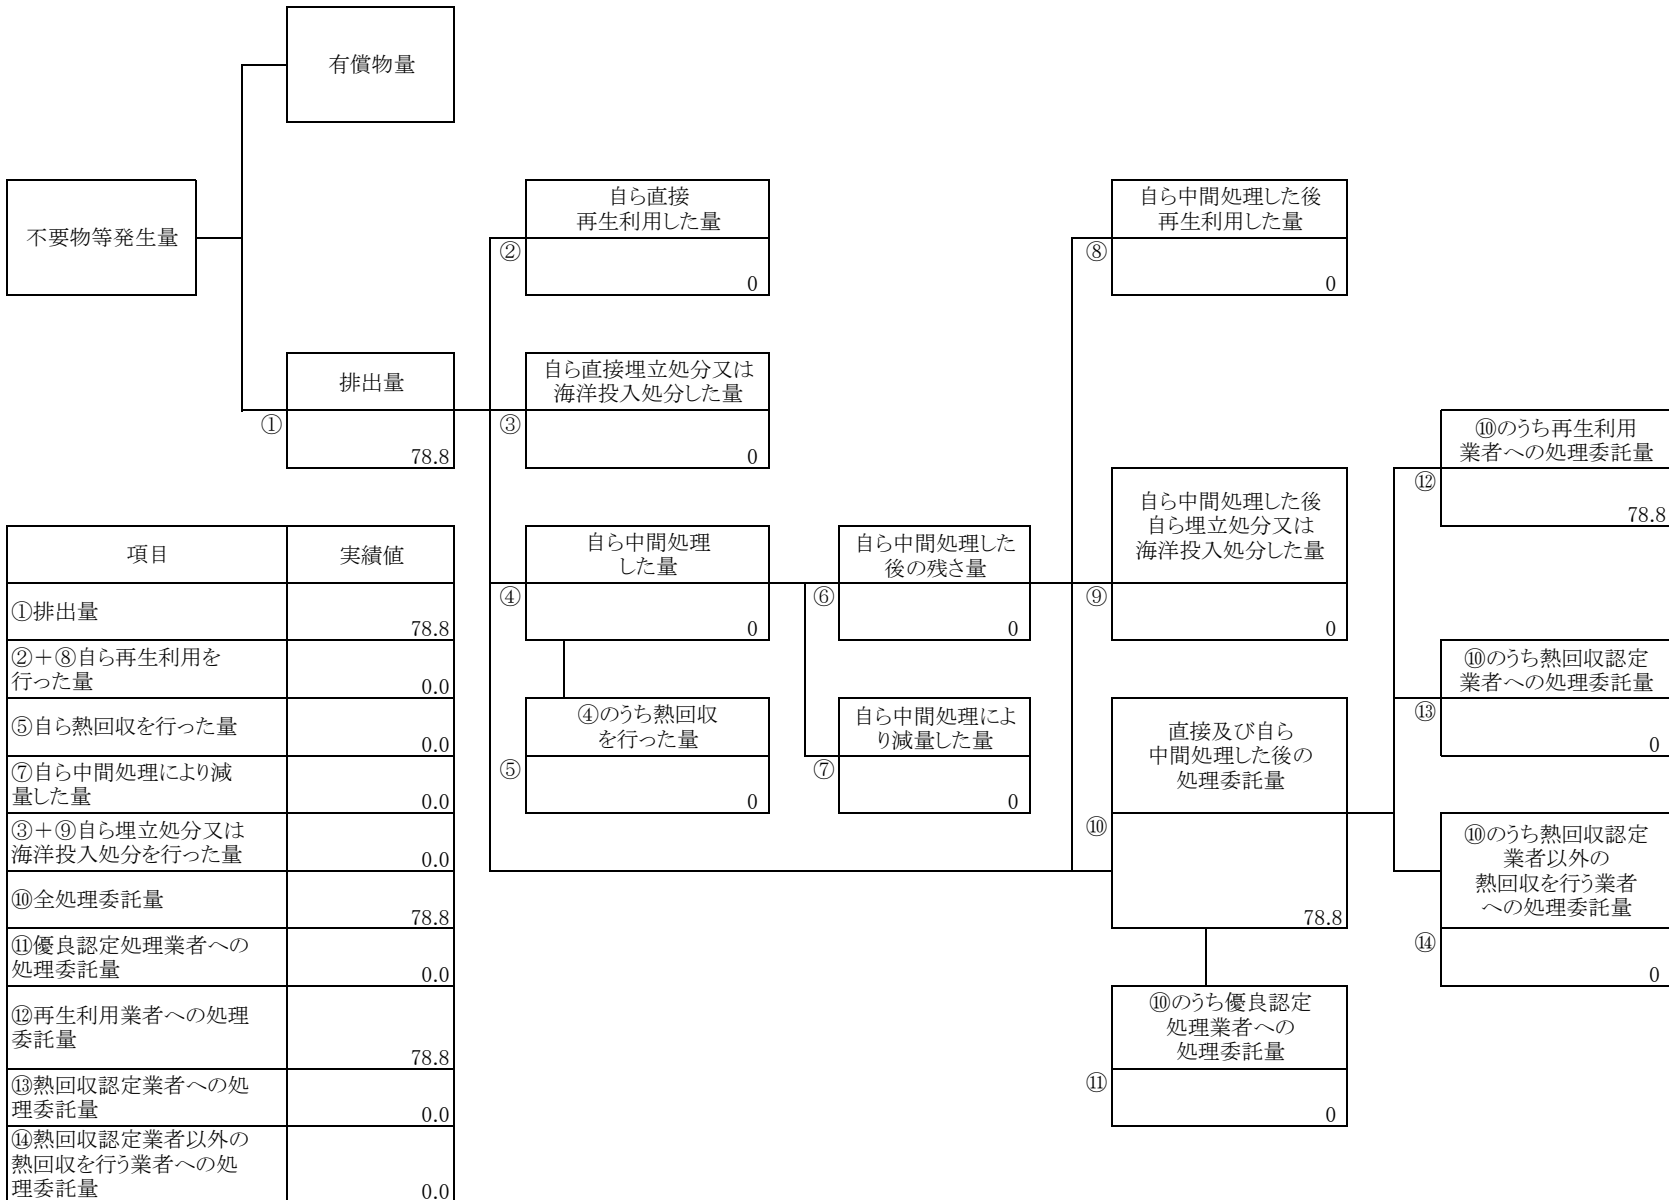 有償物量
不要物等発生量
排出量
①
78.8
自ら直接
再生利用した量
②
0
自ら直接埋立処分又は
海洋投入処分した量
③
0
自ら中間処理
した量
④
0
④のうち熱回収
を行った量
⑤
0
自ら中間処理した
後の残さ量
⑥
0
自ら中間処理によ
り減量した量
⑦
0
自ら中間処理した後
再生利用した量
⑧
0
自ら中間処理した後
自ら埋立処分又は
海洋投入処分した量
⑨
0
直接及び自ら
中間処理した後の
処理委託量
⑩
78.8
⑩のうち優良認定
処理業者への
処理委託量
⑪
0
⑩のうち再生利用
業者への処理委託量
⑫
78.8
⑩のうち熱回収認定
業者への処理委託量
⑬
0
⑩のうち熱回収認定
業者以外の
熱回収を行う業者
への処理委託量
⑭
0
項目 実績値
①排出量
78.8
②+⑧自ら再生利用を
行った量 0.0
⑤自ら熱回収を行った量
0.0
⑦自ら中間処理により減
量した量 0.0
③+⑨自ら埋立処分又は
海洋投入処分を行った量 0.0
⑩全処理委託量
78.8
⑪優良認定処理業者への
処理委託量 0.0
⑫再生利用業者への処理
委託量
78.8
⑬熱回収認定業者への処
理委託量 0.0
⑭熱回収認定業者以外の
熱回収を行う業者への処
理委託量 0.0